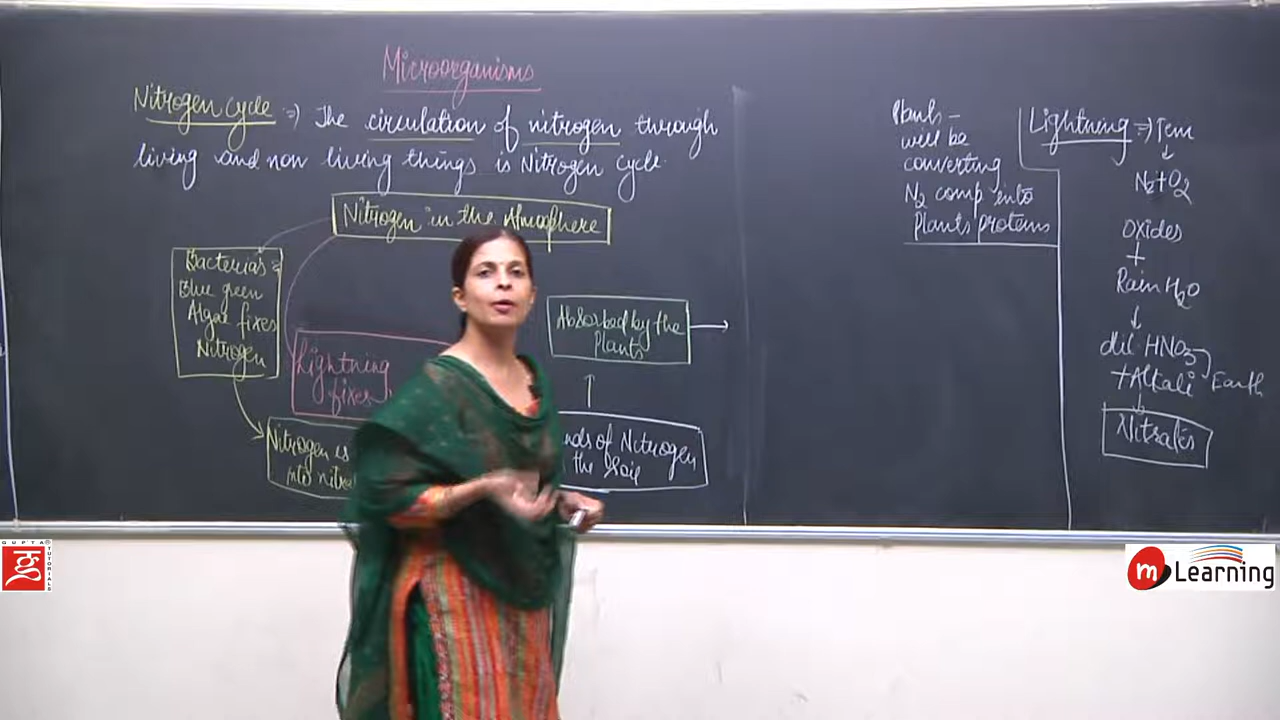 Microorganisms
Nitrogen cycle ⇒ The circulation of nitrogen through
living and non living things is Nitrogen cycle.
Nitrogen in the Atmosphere
Bacterias
Blue green
Algae fixes
Nitrogen
Lightning
fixes
Nitrogen is
into nitra
Absorbed by the
Plants
nds of Nitrogen
the Soil
Plants -
will be
converting
N2 comp into
Plants proteins
Lightning ⇒ Tem
↓
N2 + O2
Oxides
+
Rain H2O
↓
dil HNO3
+ Alkali Earth
Nitrates
GUPTA TUTORIALS
m Learning